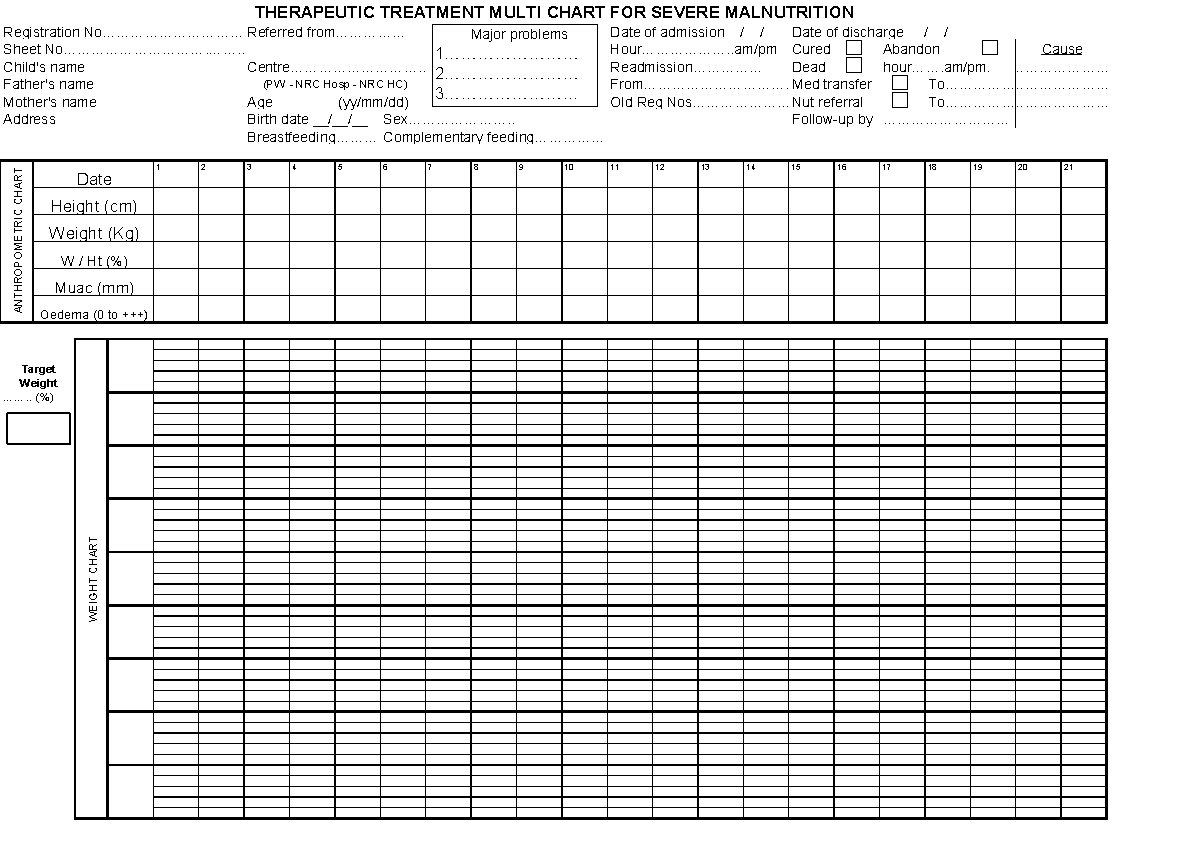 THERAPEUTIC TREATMENT MULTI CHART FOR SEVERE MALNUTRITION
Registration No………………………… Referred from…………… Major problems Date of admission / / Date of discharge / /
Sheet No……………………………… 1…………………… Hour………………am/pm Cured Abandon Cause
Child's name Centre……………………… 2…………………… Readmission…………… Dead hour…….am/pm. ………………
Father's name (PW - NRC Hosp - NRC HC) From………………………… Med transfer To……………………………
Mother's name Age (yy/mm/dd) 3…………………… Old Reg Nos……………… Nut referral To……………………………
Address Birth date __/__/__ Sex………………… Follow-up by ……………………
Breastfeeding……… Complementary feeding……………
ANTHROPOMETRIC CHART
Date 1 2 3 4 5 6 7 8 9 10 11 12 13 14 15 16 17 18 19 20 21
Height (cm)
Weight (Kg)
W / Ht (%)
Muac (mm)
Oedema (0 to +++)
Target
Weight
…….. (%)
WEIGHT CHART